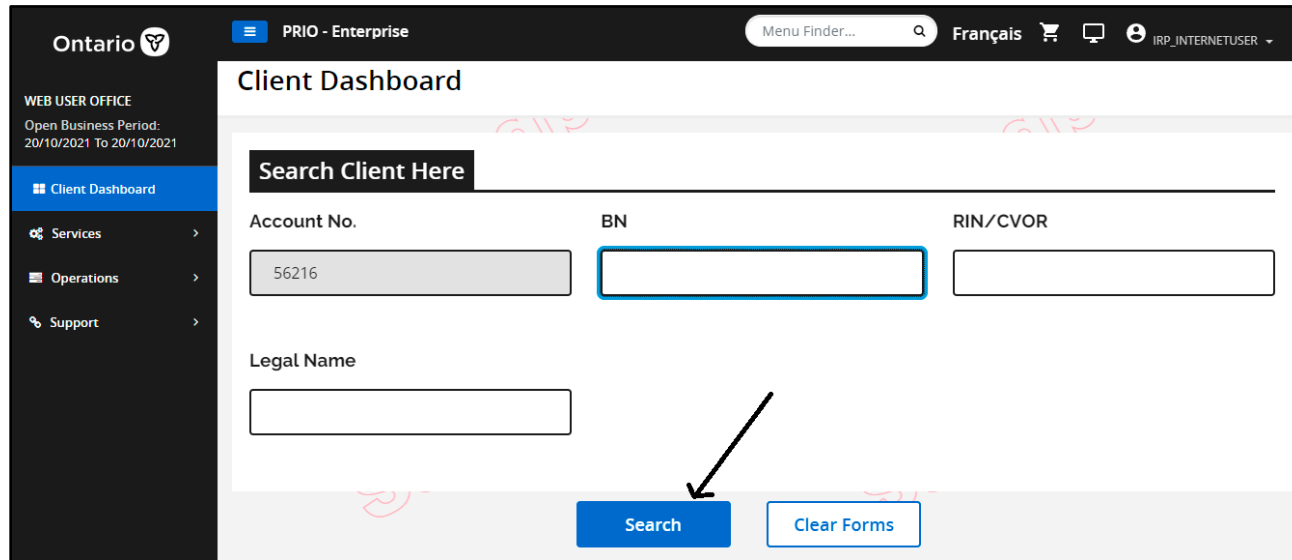 Ontario
PRIO - Enterprise
Menu Finder...
Français
IRP_INTERNETUSER
Client Dashboard
WEB USER OFFICE
Open Business Period:
20/10/2021 To 20/10/2021
Client Dashboard
Services
Operations
Support
Search Client Here
Account No.
BN
RIN/CVOR
56216
Legal Name
Search
Clear Forms